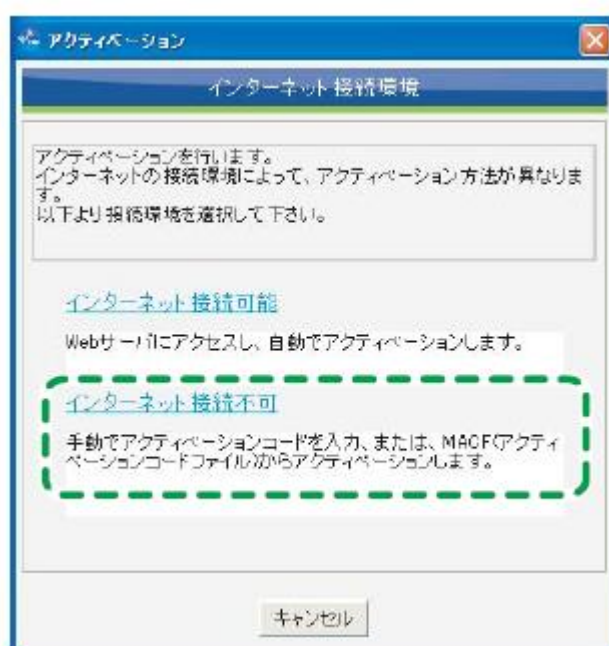 アクティベーション
インターネット接続環境
アクティベーションを行います。
インターネットの接続環境によって、アクティベーション方法が異なりま
す。
以下より接続環境を選択して下さい。
インターネット接続可能
Webサーバにアクセスし、自動でアクティベーションします。
インターネット接続不可
手動でアクティベーションコードを入力、または、MACF(アクティ
ベーションコードファイル)からアクティベーションします。
キャンセル